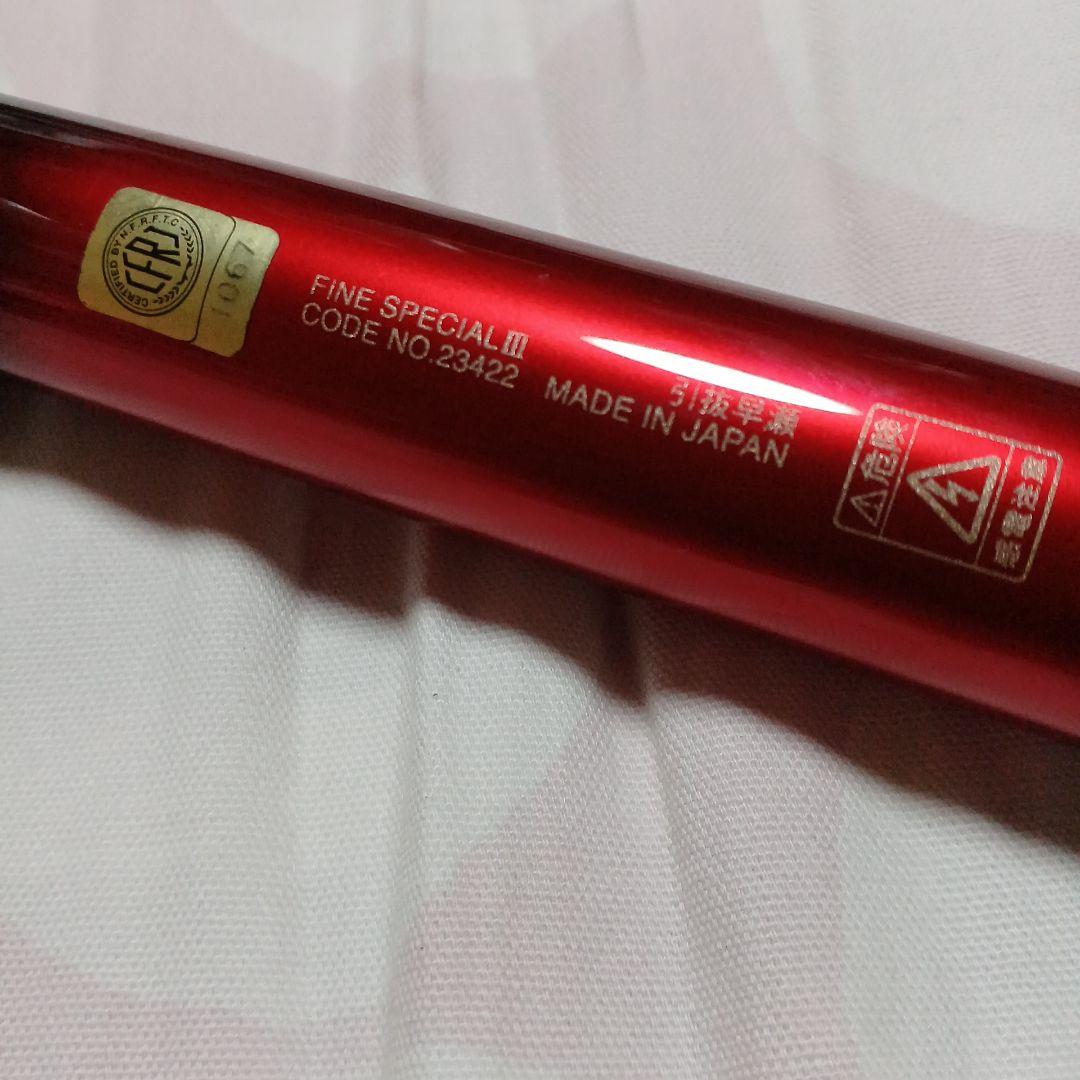 CERTIFIED BY N.F.R.F.T.C
CFRJ
1067
FINE SPECIAL III
CODE NO.23422
引抜早瀬
MADE IN JAPAN
危険
感電注意